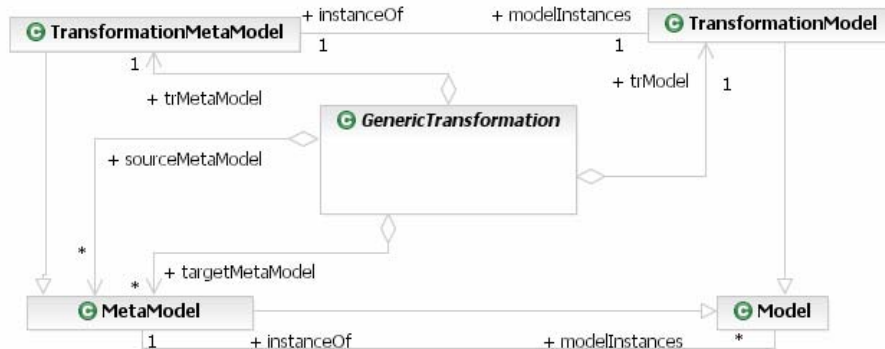 + instanceOf
+ modelInstances
C TransformationMetaModel
C TransformationModel
1
1
1
+ trMetaModel
+ trModel
1
C GenericTransformation
+ sourceMetaModel
*
+ targetMetaModel
*
C MetaModel
C Model
1
+ instanceOf
+ modelInstances
*